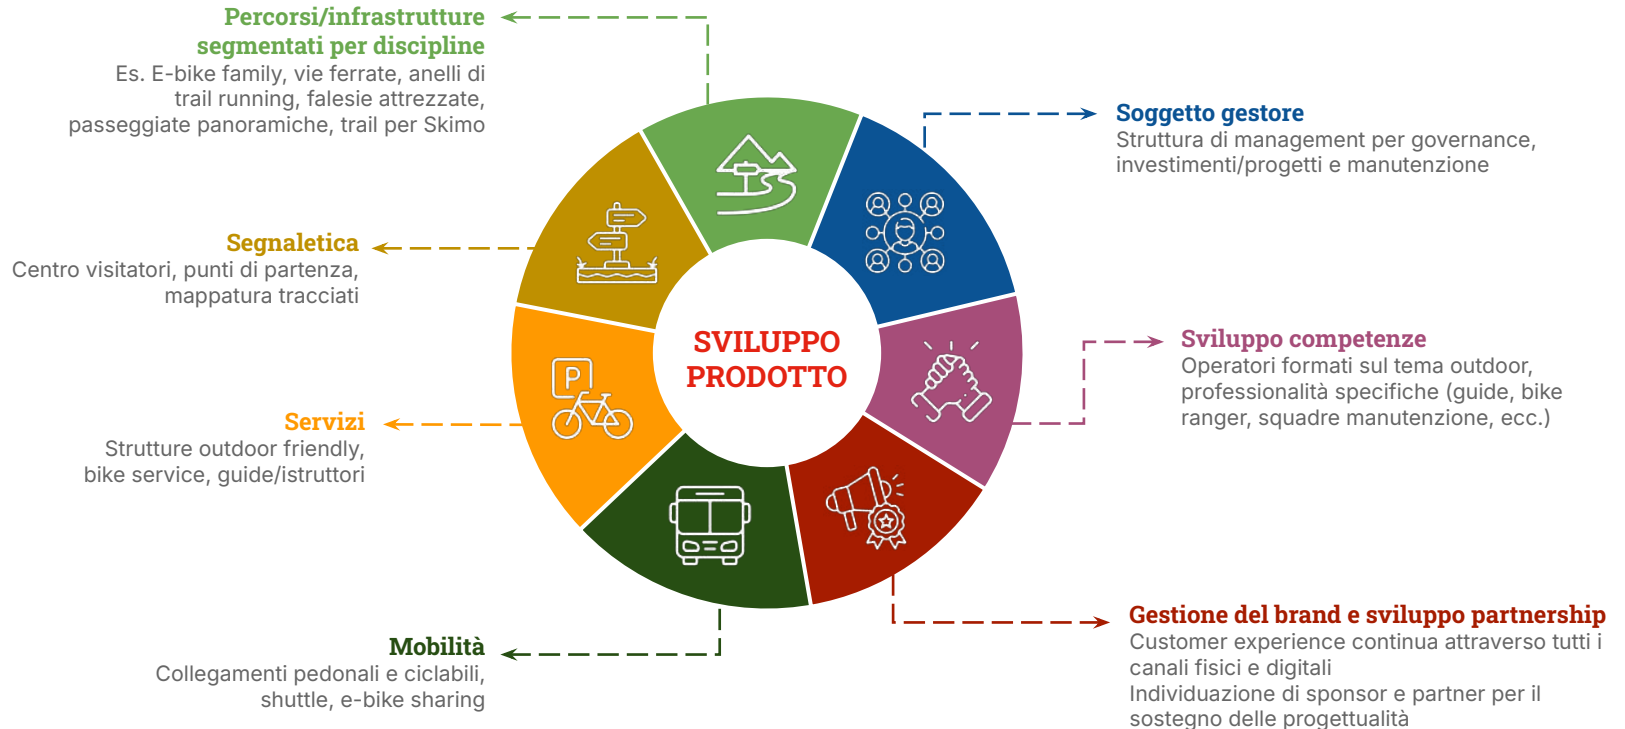 Percorsi/infrastrutture
segmentati per discipline
Es. E-bike family, vie ferrate, anelli di
trail running, falesie attrezzate,
passeggiate panoramiche, trail per Skimo
Soggetto gestore
Struttura di management per governance,
investimenti/progetti e manutenzione
Segnaletica
Centro visitatori, punti di partenza,
mappatura tracciati
SVILUPPO
PRODOTTO
Sviluppo competenze
Operatori formati sul tema outdoor,
professionalità specifiche (guide, bike
ranger, squadre manutenzione, ecc.)
P
Servizi
Strutture outdoor friendly,
bike service, guide/istruttori
Mobilità
Collegamenti pedonali e ciclabili,
shuttle, e-bike sharing
Gestione del brand e sviluppo partnership
Customer experience continua attraverso tutti i
canali fisici e digitali
Individuazione di sponsor e partner per il
sostegno delle progettualità